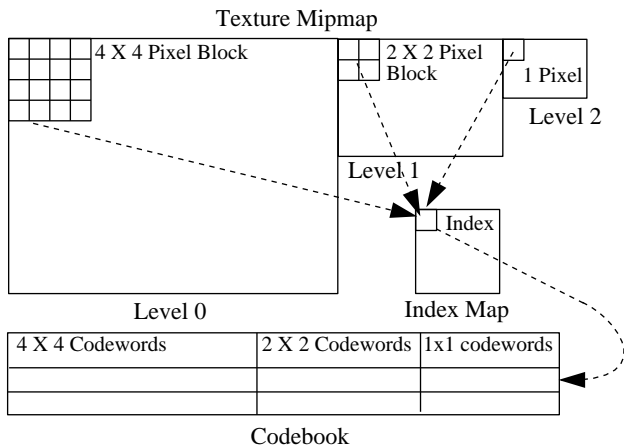 Texture Mipmap
4 X 4 Pixel Block
2 X 2 Pixel
Block
1 Pixel
Level 2
Level 1
Index
Level 0
Index Map
4 X 4 Codewords
2 X 2 Codewords
1x1 codewords
Codebook